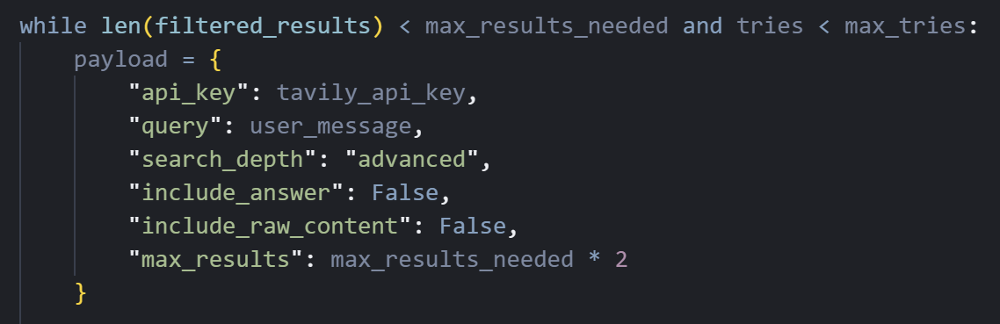 while len(filtered_results) < max_results_needed and tries < max_tries:
    payload = {
        "api_key": tavily_api_key,
        "query": user_message,
        "search_depth": "advanced",
        "include_answer": False,
        "include_raw_content": False,
        "max_results": max_results_needed * 2
    }